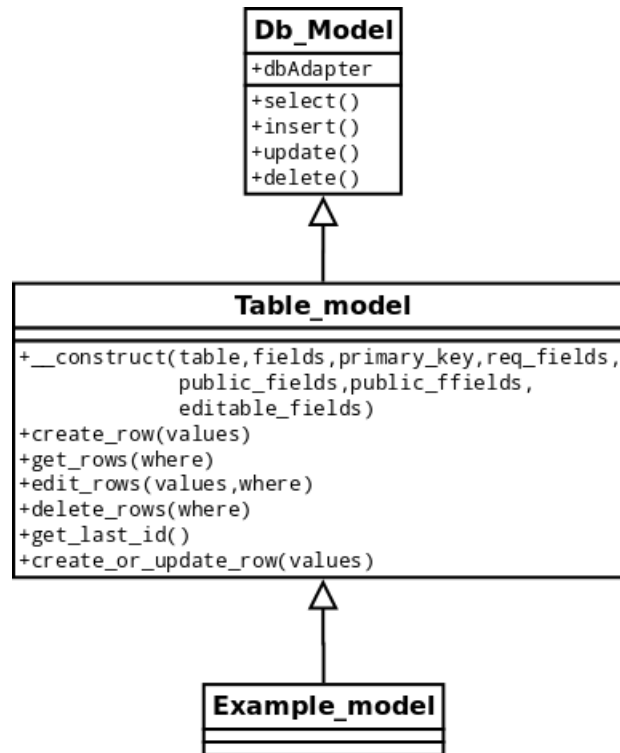 Db_Model
+dbAdapter
+select()
+insert()
+update()
+delete()
Table_model
+__construct(table,fields,primary_key,req_fields,
public_fields,public_ffields,
editable_fields)
+create_row(values)
+get_rows(where)
+edit_rows(values,where)
+delete_rows(where)
+get_last_id()
+create_or_update_row(values)
Example_model